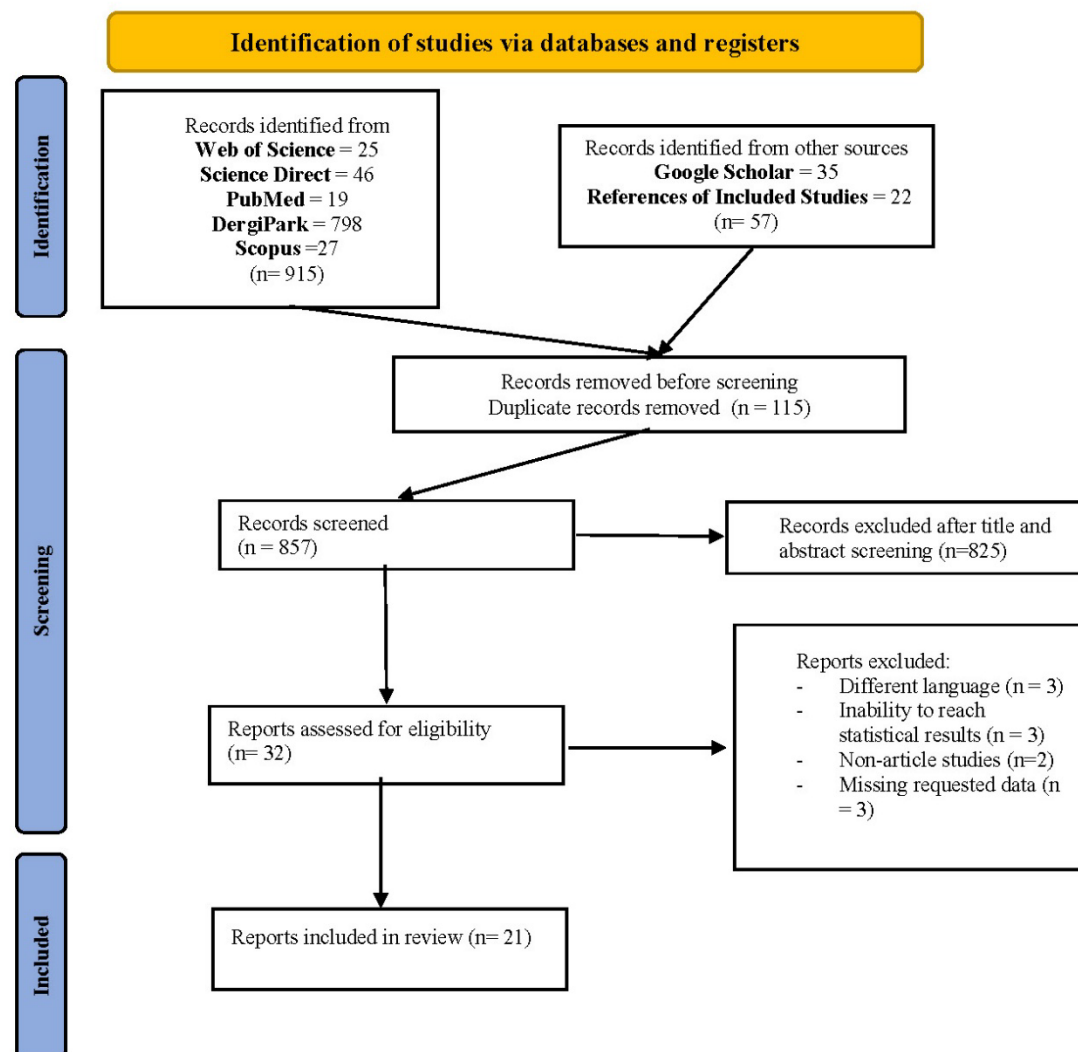 Identification of studies via databases and registers
Identification
Records identified from
Web of Science = 25
Science Direct = 46
PubMed = 19
DergiPark = 798
Scopus =27
(n= 915)
Records identified from other sources
Google Scholar = 35
References of Included Studies = 22
(n= 57)
Screening
Records removed before screening
Duplicate records removed (n = 115)
Records screened
(n = 857)
Records excluded after title and
abstract screening (n=825)
Reports assessed for eligibility
(n= 32)
Reports excluded:
- Different language (n = 3)
- Inability to reach
statistical results (n = 3)
- Non-article studies (n=2)
- Missing requested data (n
= 3)
Included
Reports included in review (n= 21)